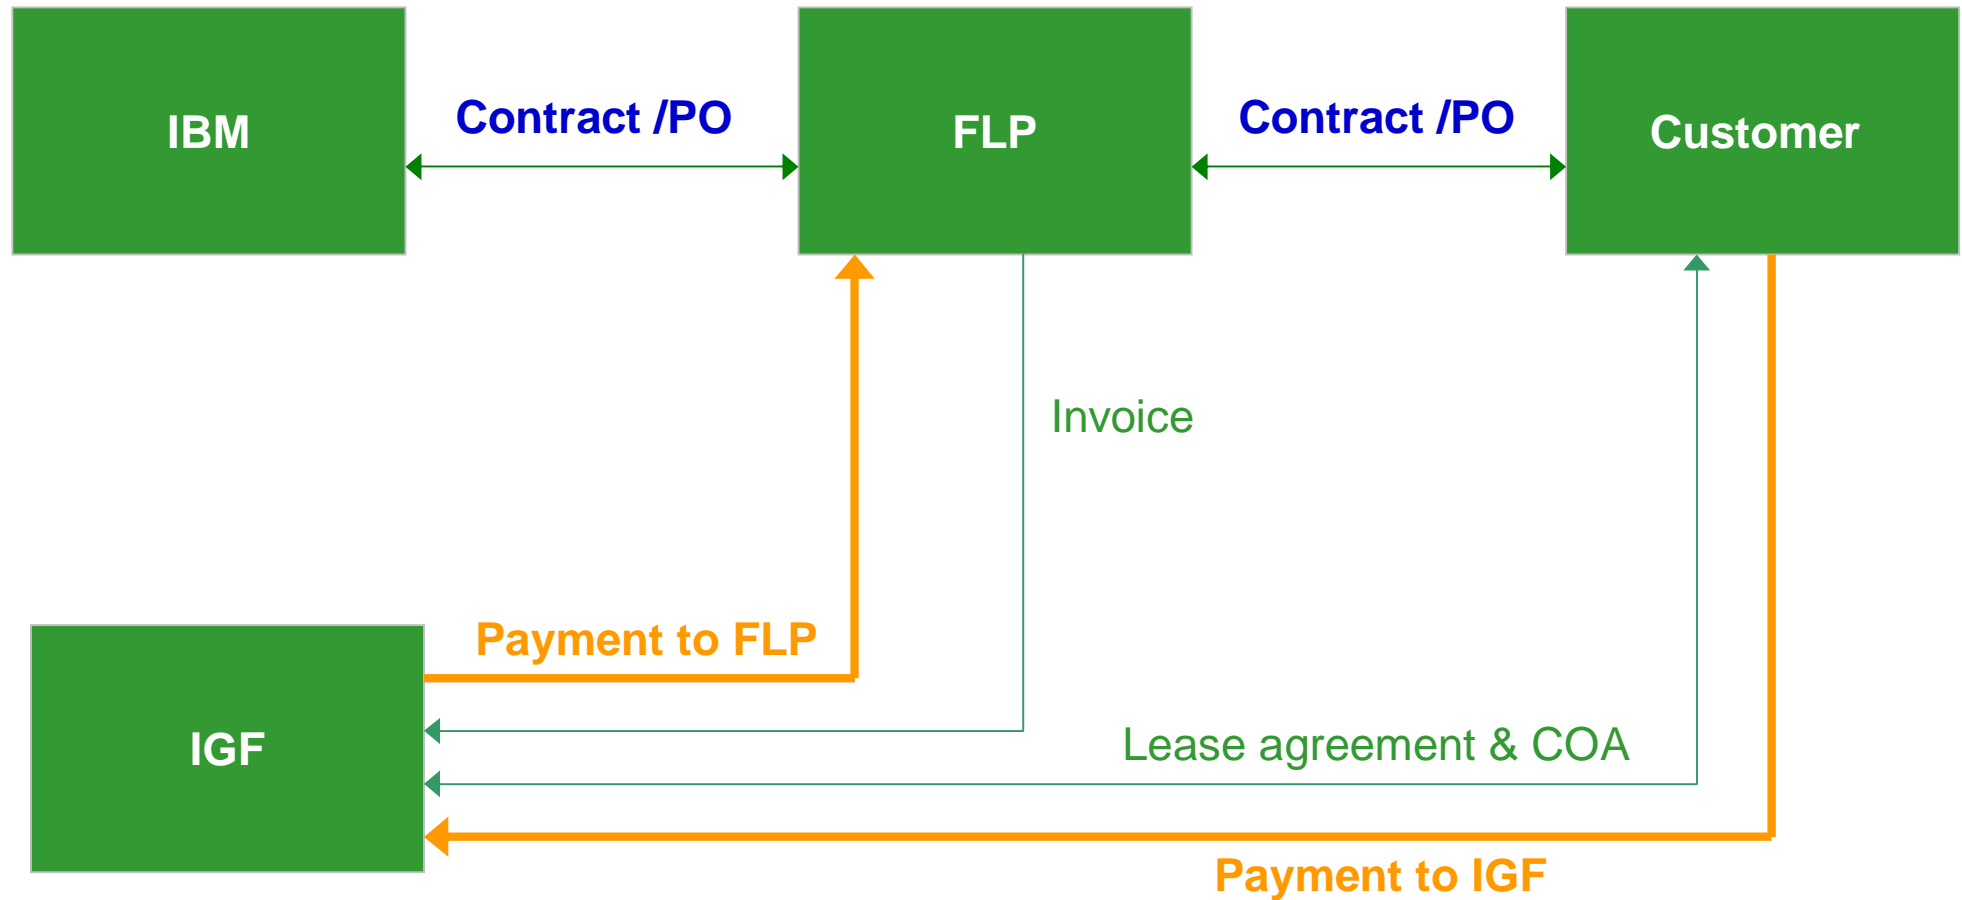 IBM
Contract /PO
FLP
Contract /PO
Customer
Invoice
Payment to FLP
IGF
Lease agreement & COA
Payment to IGF